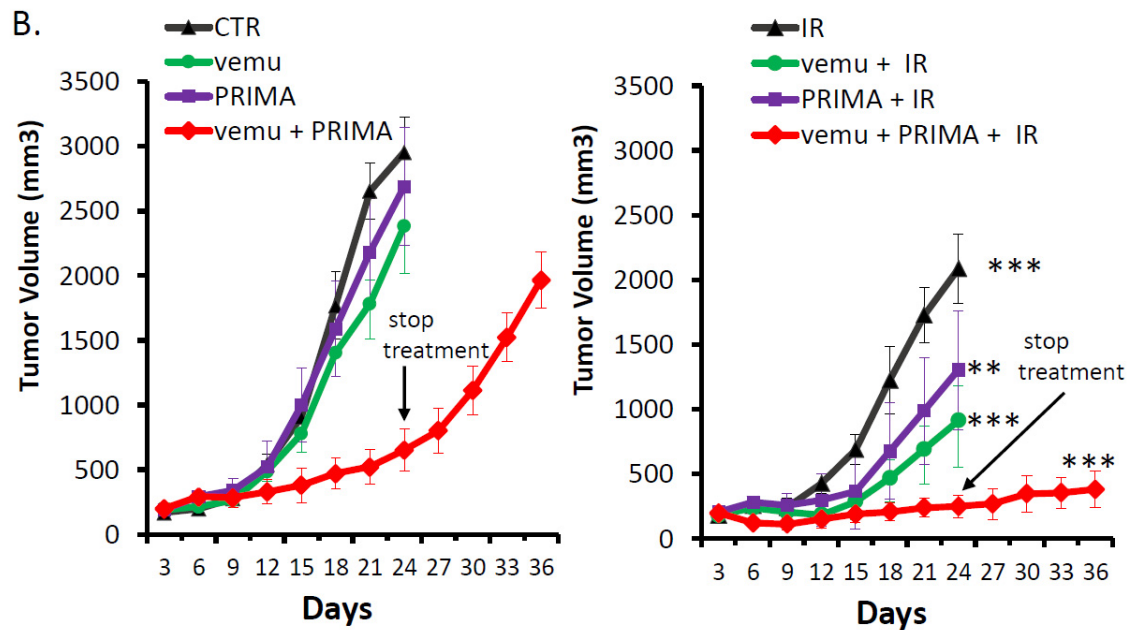 B.
CTR
vemu
PRIMA
vemu + PRIMA
Tumor Volume (mm3)
3500
3000
2500
2000
1500
1000
500
0
stop
treatment
3 6 9 12 15 18 21 24 27 30 33 36
Days
IR
vemu + IR
PRIMA + IR
vemu + PRIMA + IR
Tumor Volume (mm3)
3500
3000
2500
2000
1500
1000
500
0
***
**
***
***
stop
treatment
3 6 9 12 15 18 21 24 27 30 33 36
Days